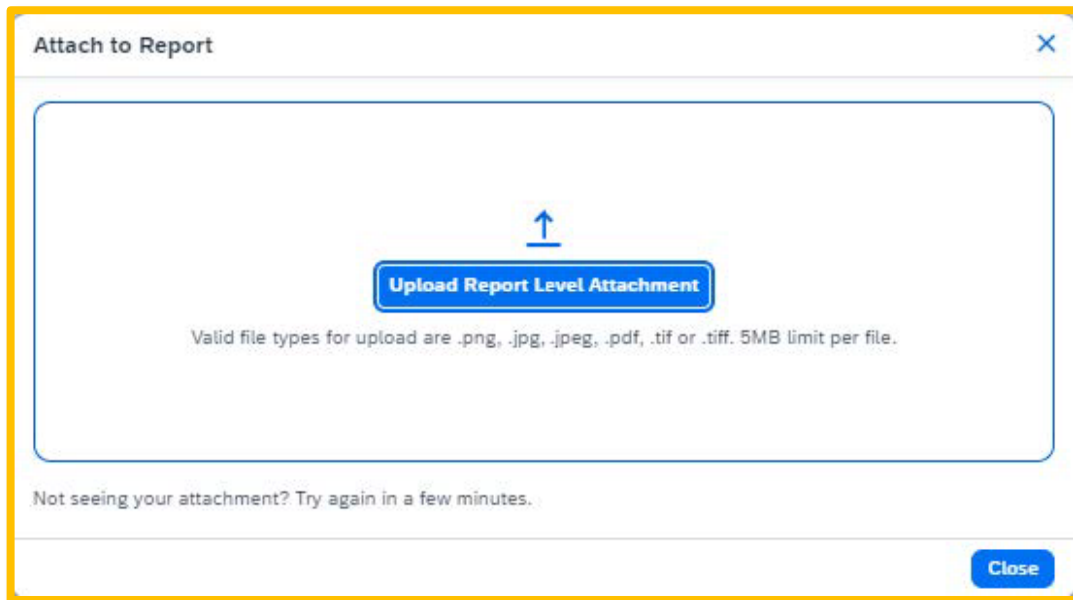 Attach to Report
Upload Report Level Attachment
Valid file types for upload are .png, .jpg, .jpeg, .pdf, .tif or .tiff. 5MB limit per file.
Not seeing your attachment? Try again in a few minutes.
Close